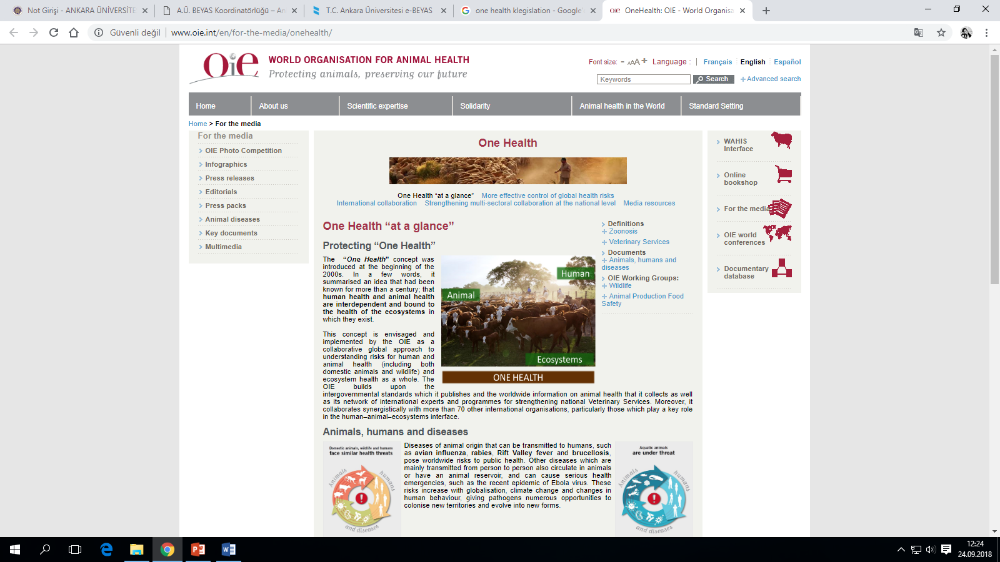 Not Girişi - ANKARA ÜNİVERSİTE
A.Ü. BEYAS Koordinatörlüğü – An
T.C. Ankara Üniversitesi e-BEYAS
one health klegislation - Google'
OneHealth: OIE - World Organisa
Güvenli değil
www.oie.int/en/for-the-media/onehealth/
OiE
WORLD ORGANISATION FOR ANIMAL HEALTH
Protecting animals, preserving our future
Font size: - AAA + Language : | Français English Español
Keywords Search Advanced search
Home About us Scientific expertise Solidarity Animal health in the World Standard Setting
Home > For the media
For the media
OIE Photo Competition
Infographics
Press releases
Editorials
Press packs
Animal diseases
Key documents
Multimedia
One Health
One Health “at a glance” More effective control of global health risks
International collaboration Strengthening multi-sectoral collaboration at the national level Media resources
One Health “at a glance”
Protecting “One Health”
The “One Health” concept was
introduced at the beginning of the
2000s. In a few words, it
summarised an idea that had been
known for more than a century; that
human health and animal health
are interdependent and bound to
the health of the ecosystems in
which they exist.
This concept is envisaged and
implemented by the OIE as a
collaborative global approach to
understanding risks for human and
animal health (including both
domestic animals and wildlife) and
ecosystem health as a whole. The
OIE builds upon the
intergovernmental standards which it publishes and the worldwide information on animal health that it collects as well
as its network of international experts and programmes for strengthening national Veterinary Services. Moreover, it
collaborates synergistically with more than 70 other international organisations, particularly those which play a key role
in the human–animal–ecosystems interface.
Human
Animal
Ecosystems
ONE HEALTH
Definitions
Zoonosis
Veterinary Services
Documents
Animals, humans and
diseases
OIE Working Groups:
Wildlife
Animal Production Food
Safety
Animals, humans and diseases
Domestic animals, wildlife and humans
face similar health threats
Animals
humans
and diseases
Diseases of animal origin that can be transmitted to humans, such
as avian influenza, rabies, Rift Valley fever and brucellosis,
pose worldwide risks to public health. Other diseases which are
mainly transmitted from person to person also circulate in animals
or have an animal reservoir, and can cause serious health
emergencies, such as the recent epidemic of Ebola virus. These
risks increase with globalisation, climate change and changes in
human behaviour, giving pathogens numerous opportunities to
colonise new territories and evolve into new forms.
Aquatic animals
are under threat
Animals
humans
and diseases
WAHIS
Interface
Online
bookshop
For the media
OIE world
conferences
Documentary
database
12:24
24.09.2018